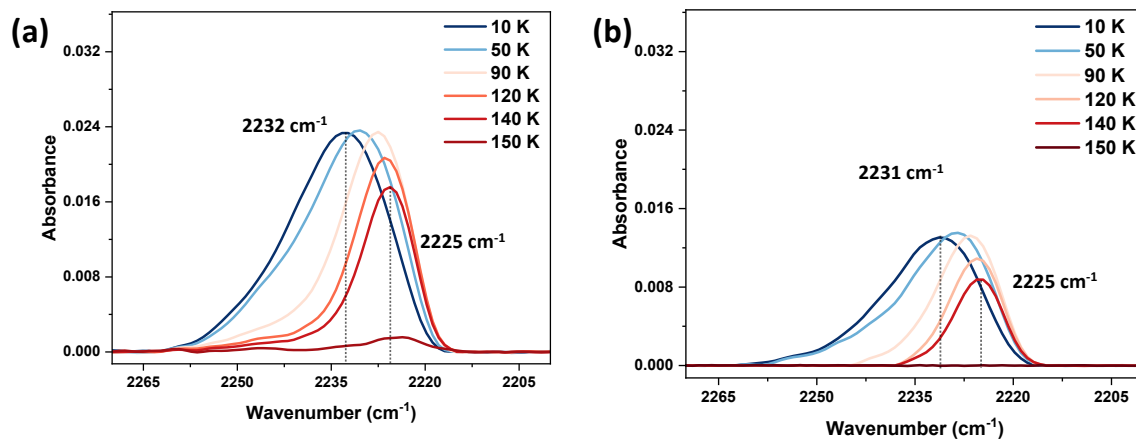 (a)
0.032
0.024
0.016
0.008
0.000
Absorbance
2265
2250
2235
2220
2205
Wavenumber (cm⁻¹)
10 K
50 K
90 K
120 K
140 K
150 K
2232 cm⁻¹
2225 cm⁻¹
(b)
0.032
0.024
0.016
0.008
0.000
Absorbance
2265
2250
2235
2220
2205
Wavenumber (cm⁻¹)
10 K
50 K
90 K
120 K
140 K
150 K
2231 cm⁻¹
2225 cm⁻¹